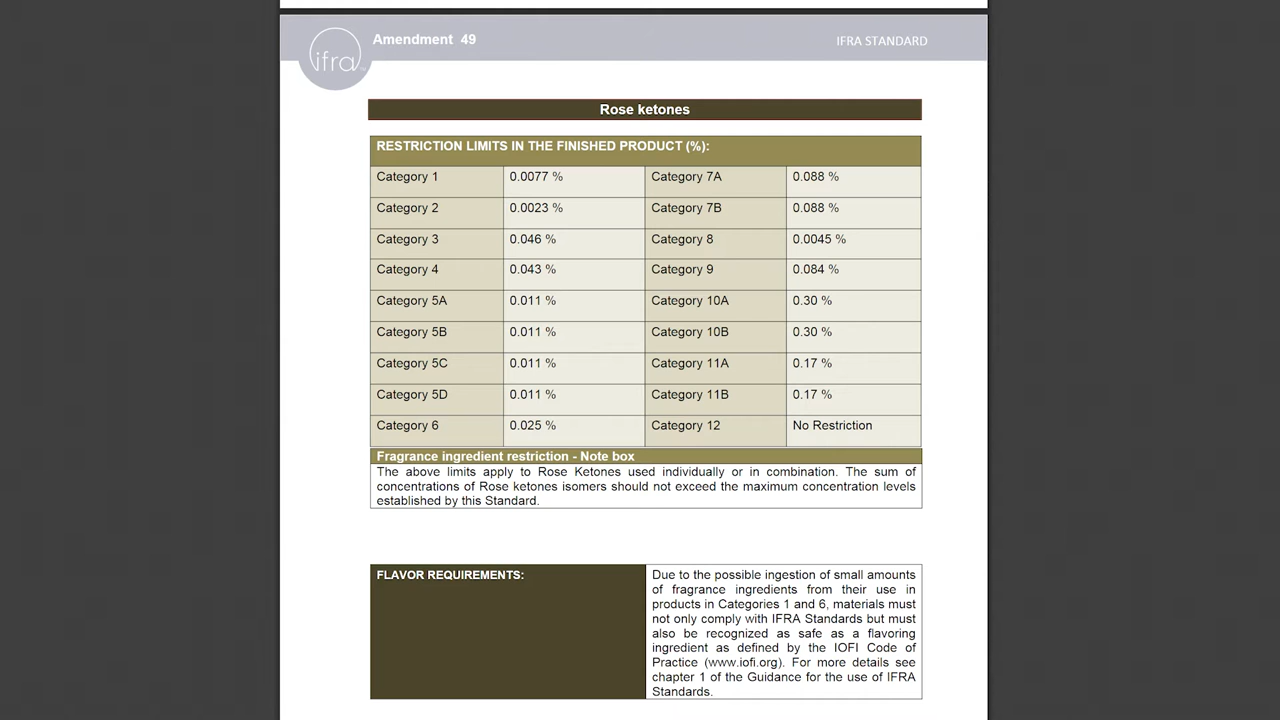 Amendment 49
IFRA STANDARD
ifra
Rose ketones
RESTRICTION LIMITS IN THE FINISHED PRODUCT (%):
Category 1 0.0077 % Category 7A 0.088 %
Category 2 0.0023 % Category 7B 0.088 %
Category 3 0.046 % Category 8 0.0045 %
Category 4 0.043 % Category 9 0.084 %
Category 5A 0.011 % Category 10A 0.30 %
Category 5B 0.011 % Category 10B 0.30 %
Category 5C 0.011 % Category 11A 0.17 %
Category 5D 0.011 % Category 11B 0.17 %
Category 6 0.025 % Category 12 No Restriction
Fragrance ingredient restriction - Note box
The above limits apply to Rose Ketones used individually or in combination. The sum of
concentrations of Rose ketones isomers should not exceed the maximum concentration levels
established by this Standard.
FLAVOR REQUIREMENTS:
Due to the possible ingestion of small amounts
of fragrance ingredients from their use in
products in Categories 1 and 6, materials must
not only comply with IFRA Standards but must
also be recognized as safe as a flavoring
ingredient as defined by the IOFI Code of
Practice (www.iofi.org). For more details see
chapter 1 of the Guidance for the use of IFRA
Standards.